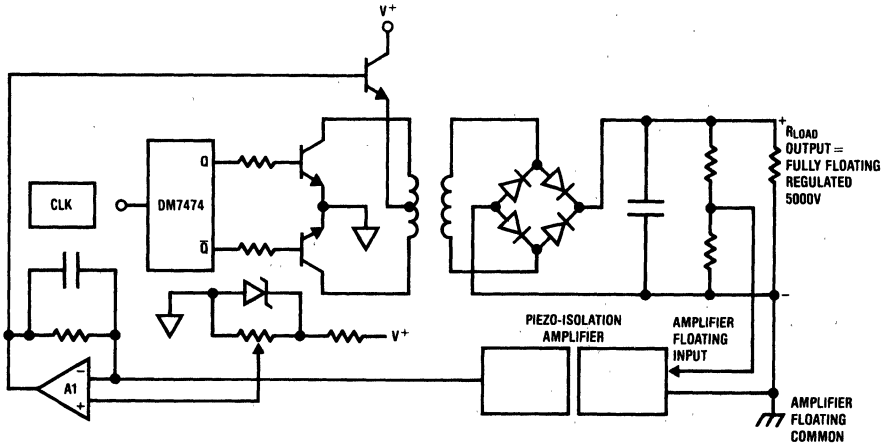 V+
Q
CLK
DM7474
Q̅
+
RLOAD
OUTPUT =
FULLY FLOATING
REGULATED
5000V
−
V+
PIEZO-ISOLATION
AMPLIFIER
AMPLIFIER
FLOATING
INPUT
A1
−
+
AMPLIFIER
FLOATING
COMMON